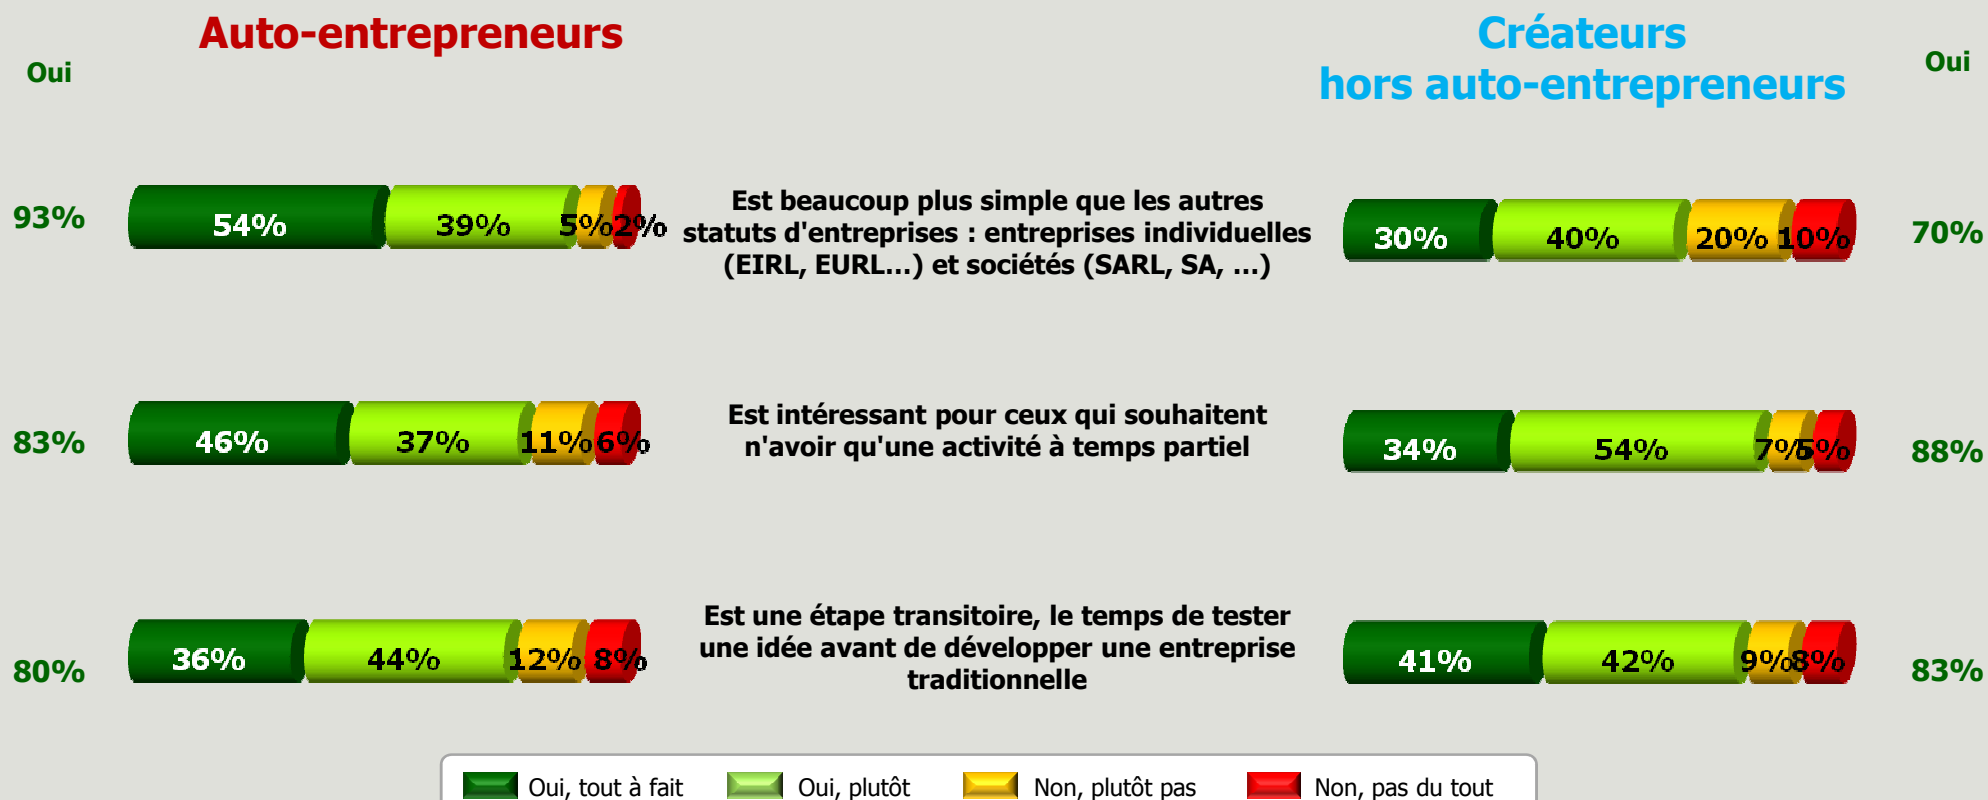 Auto-entrepreneurs
Créateurs
hors auto-entrepreneurs
Oui
Oui
93%
54% 39% 5% 2%
Est beaucoup plus simple que les autres
statuts d'entreprises : entreprises individuelles
(EIRL, EURL...) et sociétés (SARL, SA, ...)
30% 40% 20% 10%
70%
83%
46% 37% 11% 6%
Est intéressant pour ceux qui souhaitent
n'avoir qu'une activité à temps partiel
34% 54% 7% 5%
88%
80%
36% 44% 12% 8%
Est une étape transitoire, le temps de tester
une idée avant de développer une entreprise
traditionnelle
41% 42% 9% 8%
83%
Oui, tout à fait Oui, plutôt Non, plutôt pas Non, pas du tout